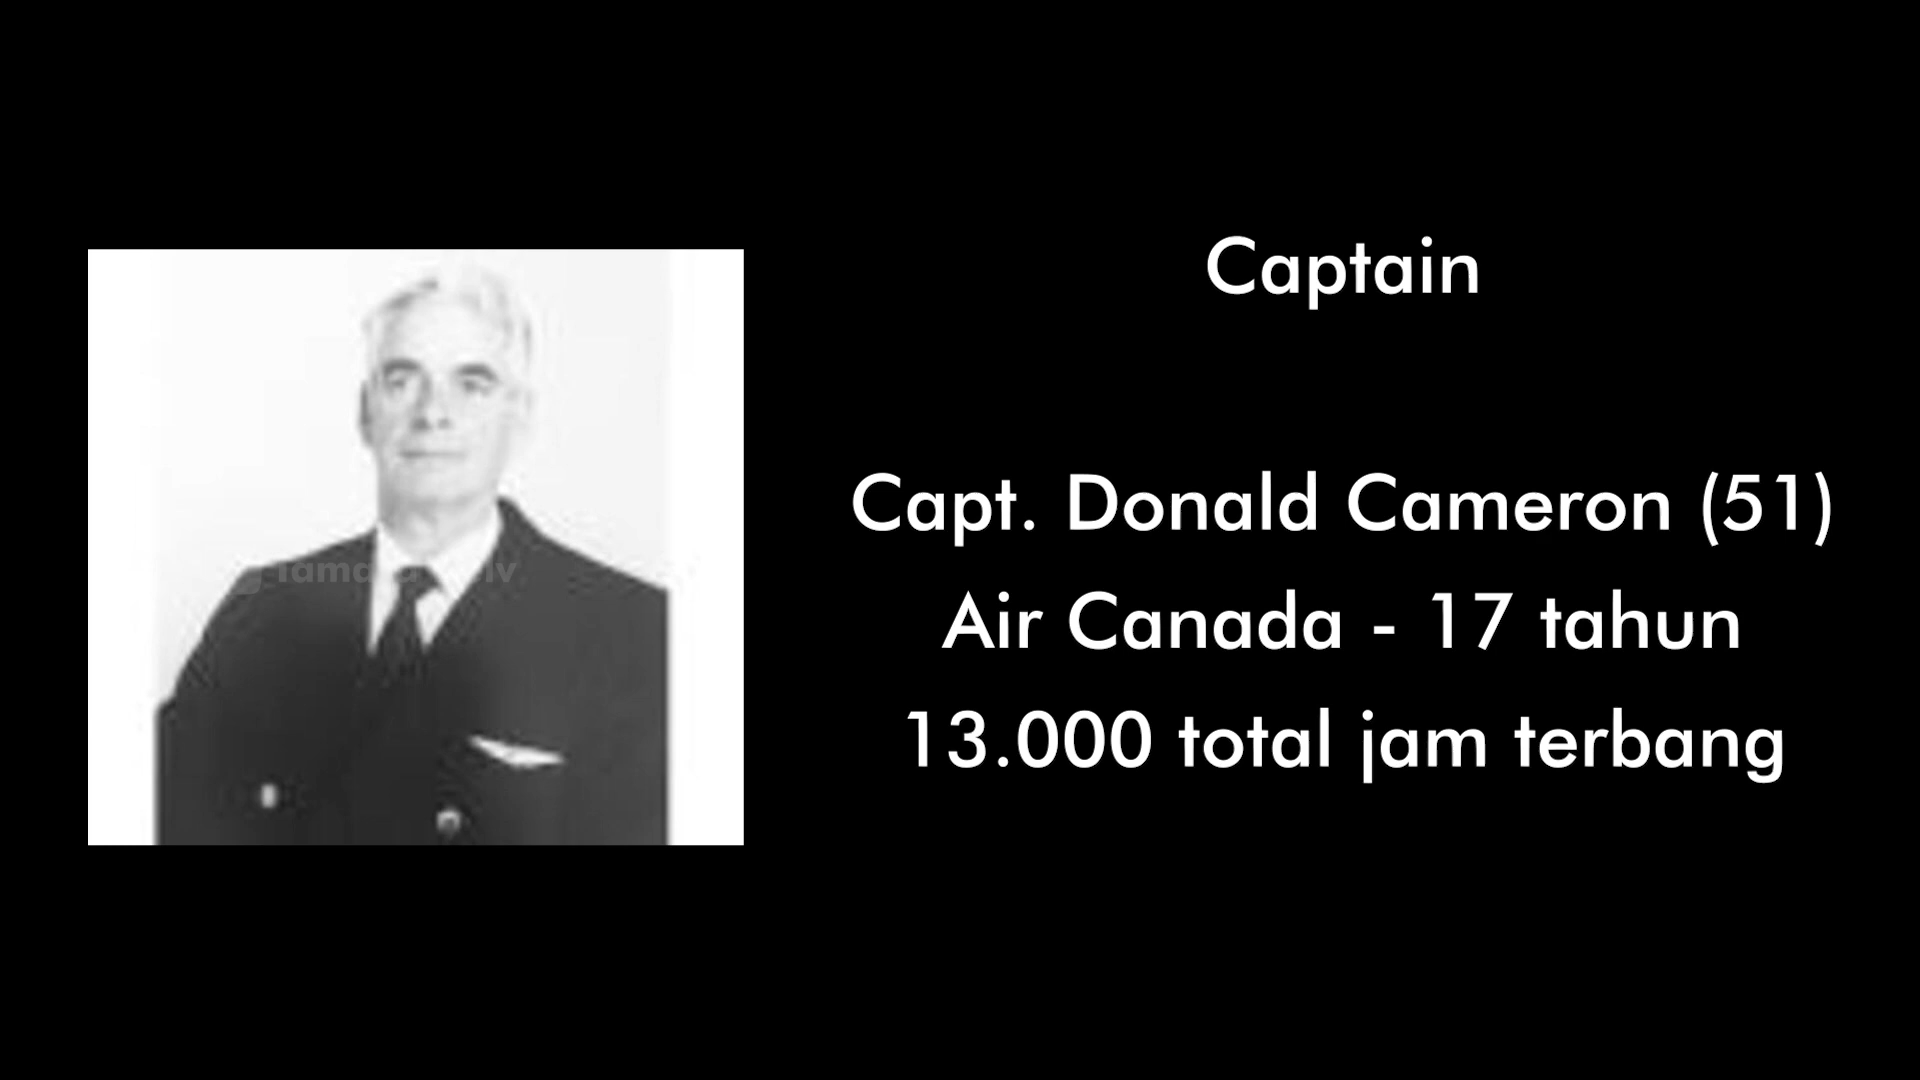 Captain
Capt. Donald Cameron (51)
Air Canada - 17 tahun
13.000 total jam terbang